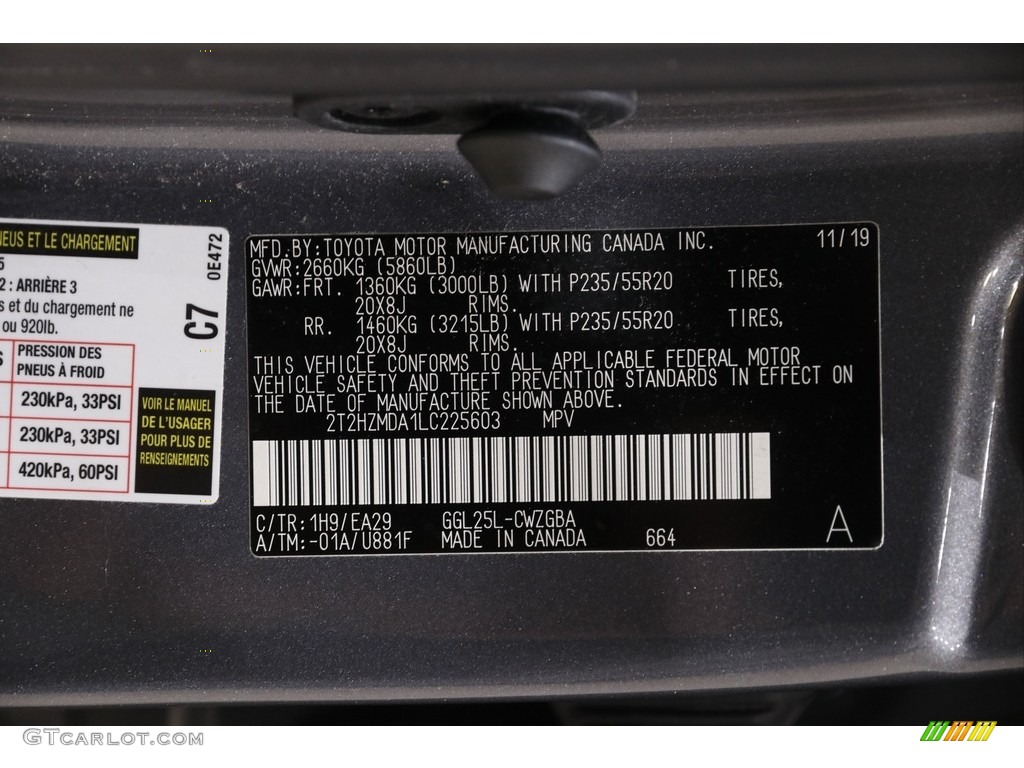 NEUS ET LE CHARGEMENT
5
2 : ARRIÈRE 3
s et du chargement ne
ou 920lb.
S PRESSION DES
PNEUS À FROID
230kPa, 33PSI
230kPa, 33PSI
420kPa, 60PSI
0E472
C7
VOIR LE MANUEL
DE L'USAGER
POUR PLUS DE
RENSEIGNEMENTS
MFD.BY:TOYOTA MOTOR MANUFACTURING CANADA INC. 11/19
GVWR:2660KG (5860LB)
GAWR:FRT. 1360KG (3000LB) WITH P235/55R20 TIRES,
20X8J RIMS.
RR. 1460KG (3215LB) WITH P235/55R20 TIRES,
20X8J RIMS.
THIS VEHICLE CONFORMS TO ALL APPLICABLE FEDERAL MOTOR
VEHICLE SAFETY AND THEFT PREVENTION STANDARDS IN EFFECT ON
THE DATE OF MANUFACTURE SHOWN ABOVE.
2T2HZMDA1LC225603 MPV
C/TR:1H9/EA29 GGL25L-CWZGBA
A/TM:-01A/U881F MADE IN CANADA 664 A
GTCarlot.com